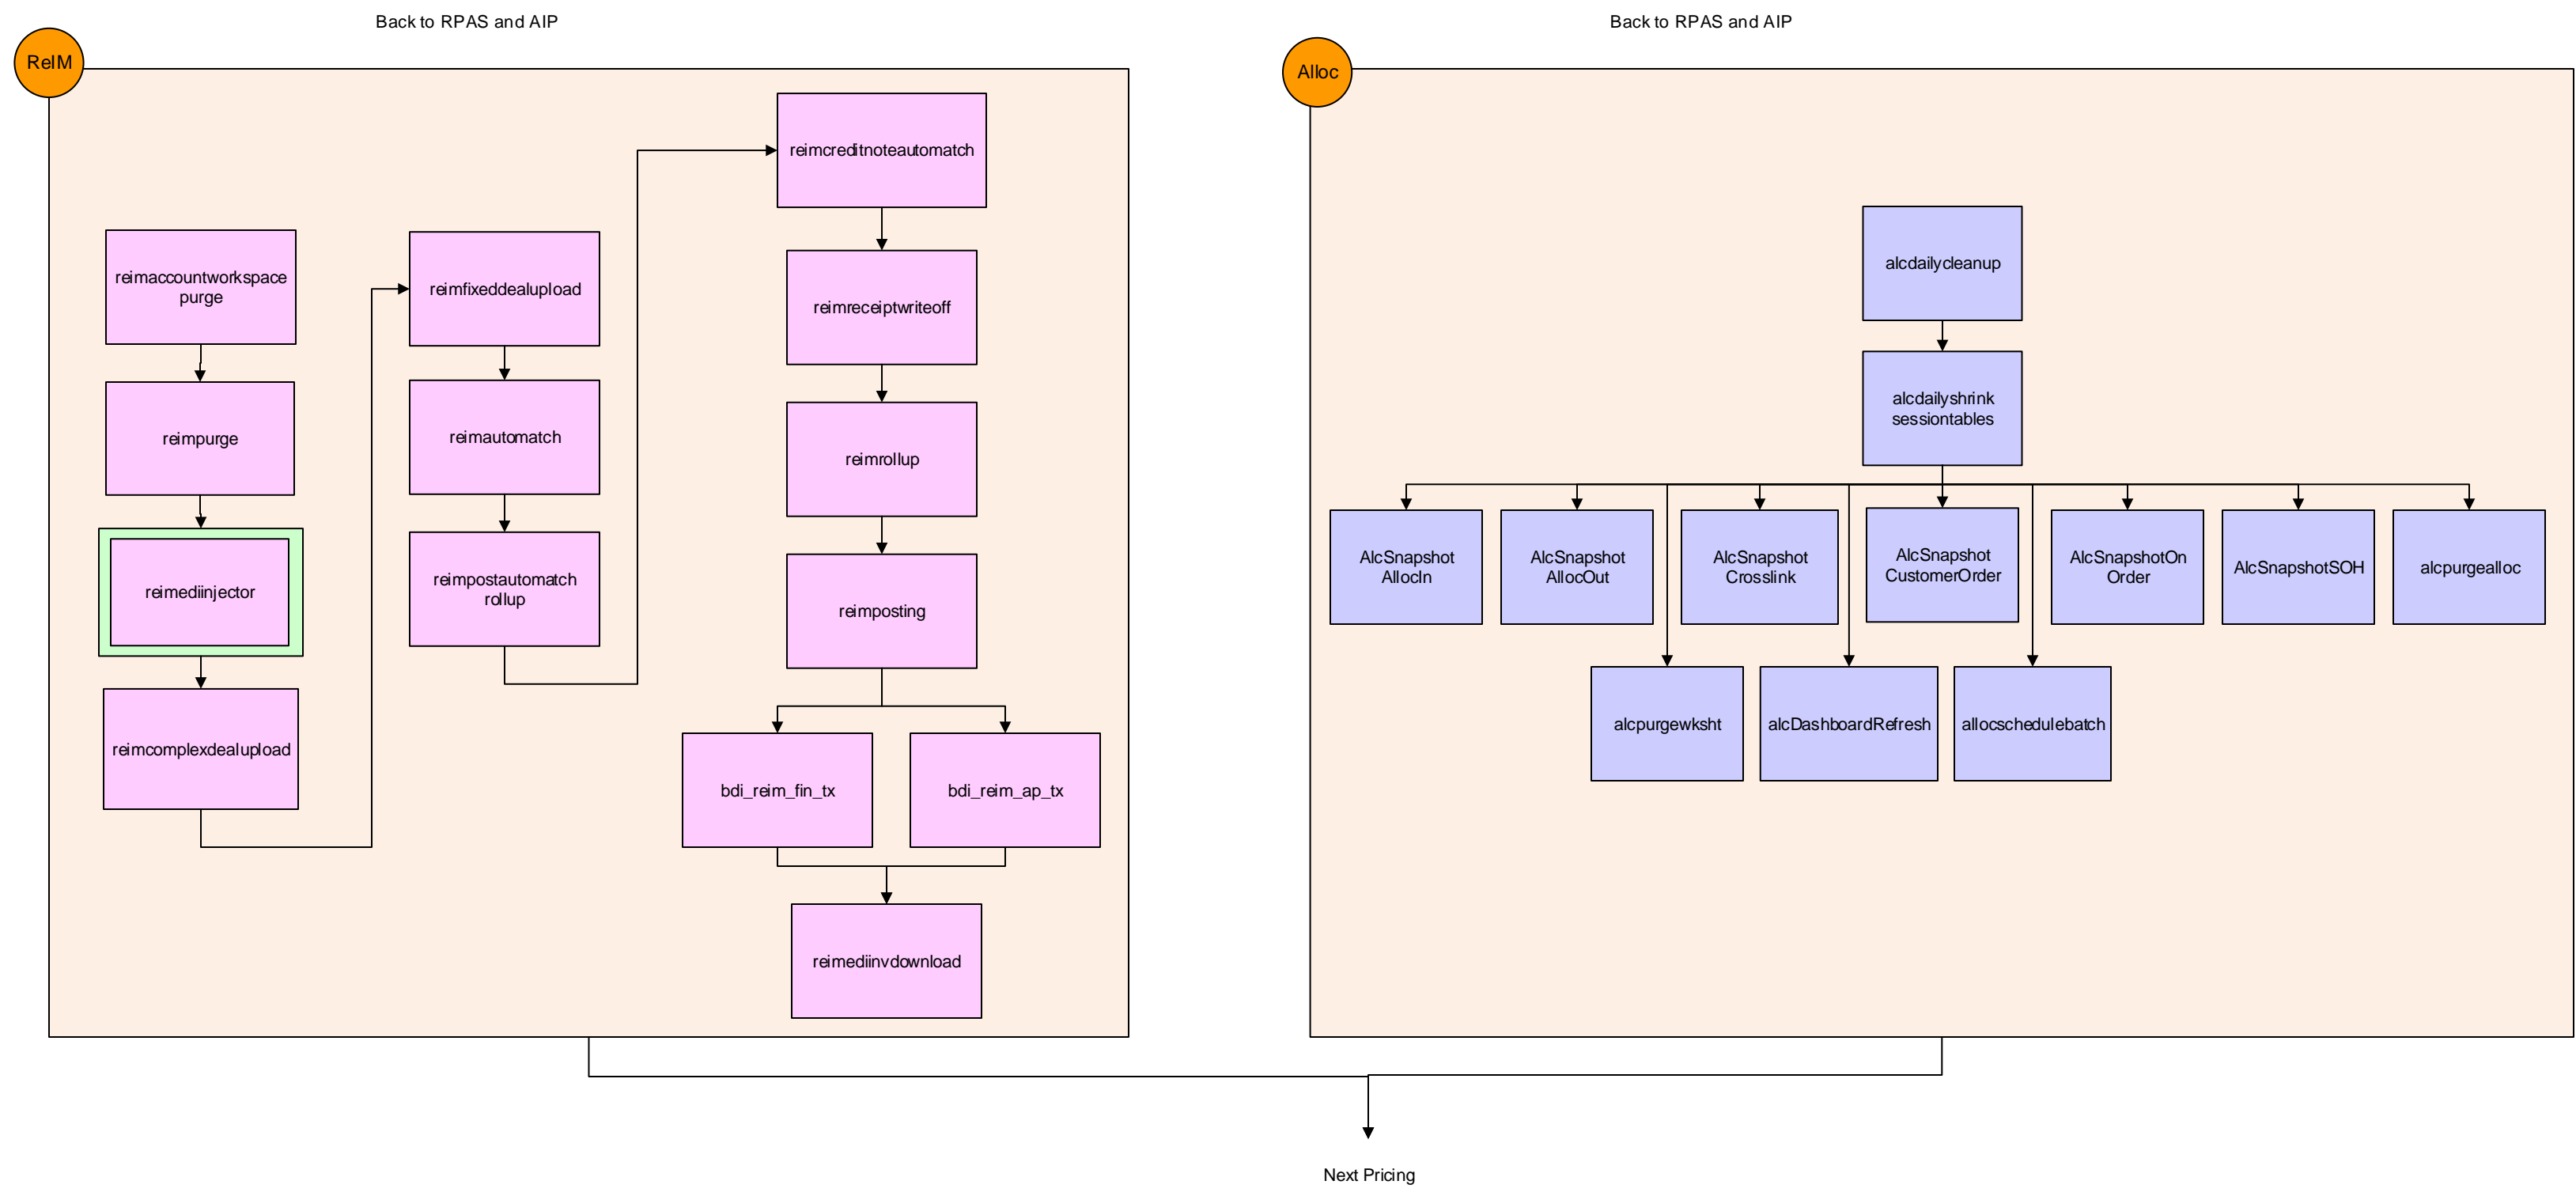 Back to RPAS and AIP
ReIM
reimaccountworkspace
purge
reimpurge
reimediinjector
reimcomplexdealupload
reimfixeddealupload
reimautomatch
reimpostautomatch
rollup
reimcreditnoteautomatch
reimreceiptwriteoff
reimrollup
reimposting
bdi_reim_fin_tx
bdi_reim_ap_tx
reimediinvdownload
Back to RPAS and AIP
Alloc
alcdailycleanup
alcdailyshrink
sessiontables
AlcSnapshot
AllocIn
AlcSnapshot
AllocOut
AlcSnapshot
Crosslink
AlcSnapshot
CustomerOrder
AlcSnapshotOn
Order
AlcSnapshotSOH
alcpurgealloc
alcpurgewksht
alcDashboardRefresh
allocschedulebatch
Next Pricing